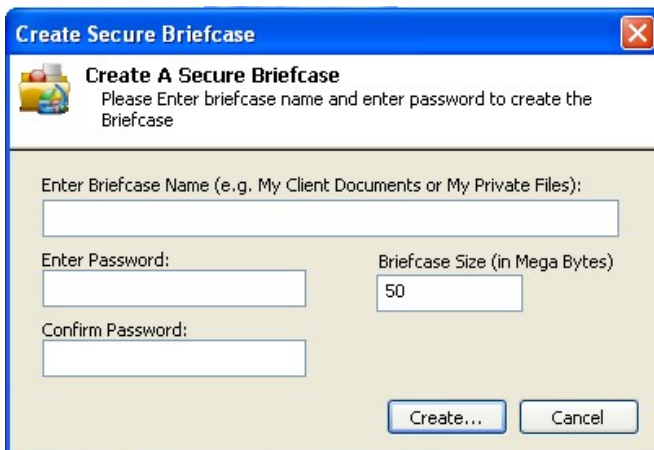 Create Secure Briefcase
Create A Secure Briefcase
Please Enter briefcase name and enter password to create the
Briefcase
Enter Briefcase Name (e.g. My Client Documents or My Private Files):
Enter Password:
Briefcase Size (in Mega Bytes)
50
Confirm Password:
Create...
Cancel